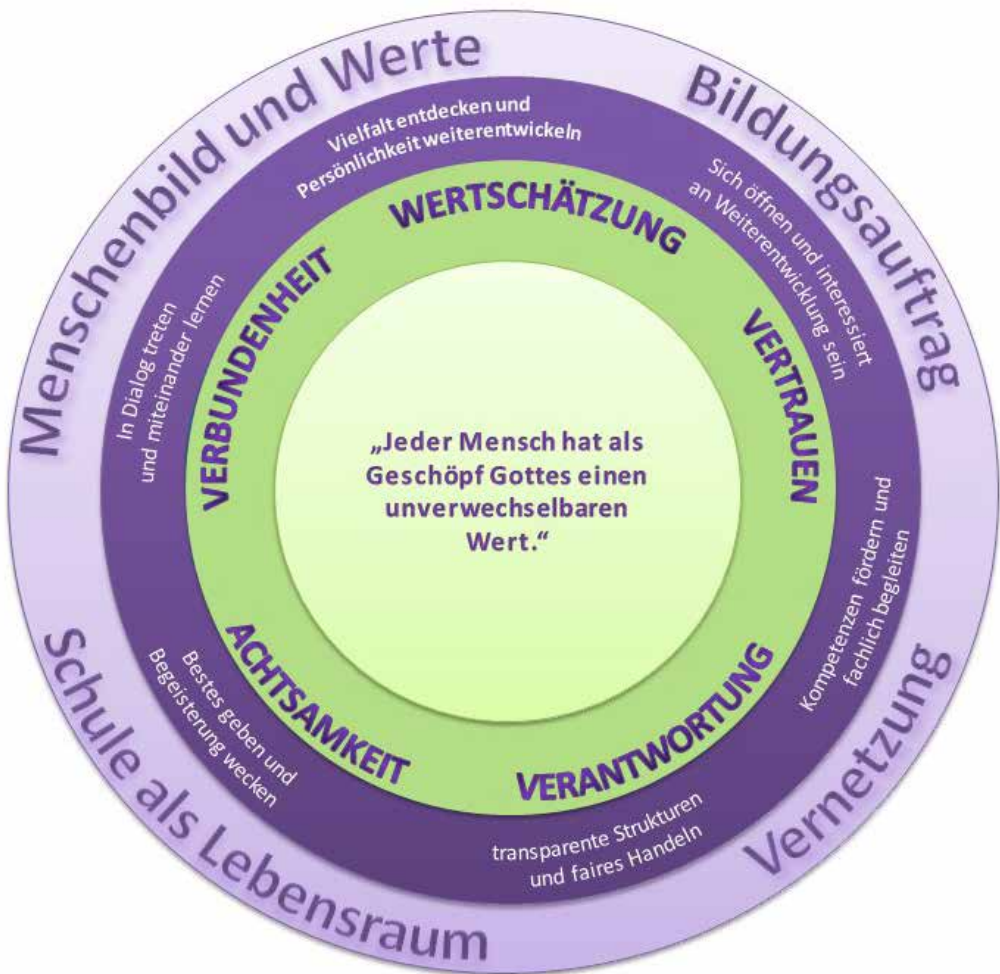 Menschenbild und Werte
Bildungsauftrag
Vernetzung
Schule als Lebensraum
Vielfalt entdecken und
Persönlichkeit weiterentwickeln
Sich öffnen und interessiert
an Weiterentwicklung sein
Kompetenzen fördern und
fachlich begleiten
transparente Strukturen
und faires Handeln
Bestes geben und
Begeisterung wecken
In Dialog treten
und miteinander lernen
WERTSCHÄTZUNG
VERTRAUEN
VERANTWORTUNG
ACHTSAMKEIT
VERBUNDENHEIT
„Jeder Mensch hat als
Geschöpf Gottes einen
unverwechselbaren
Wert.“